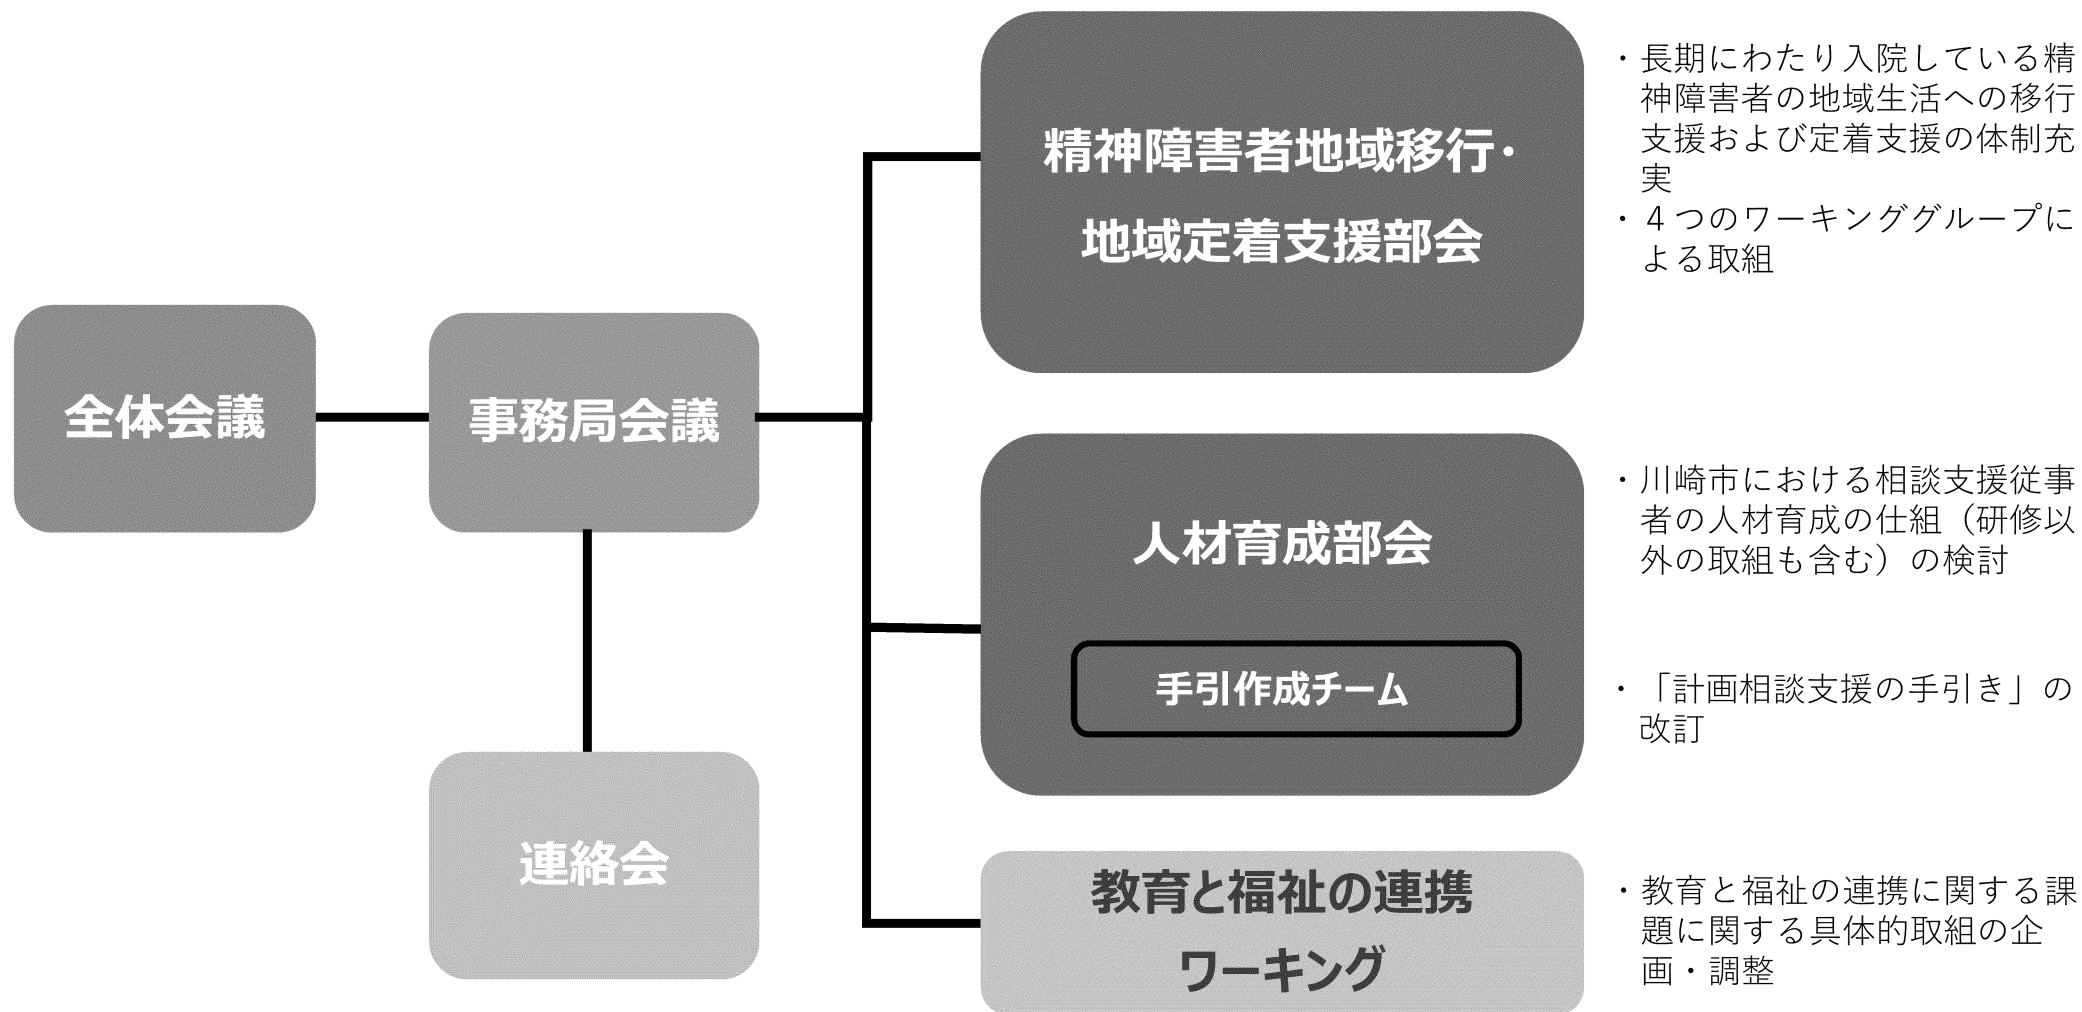 全体会議
事務局会議
連絡会
精神障害者地域移行・
地域定着支援部会
・長期にわたり入院している精
神障害者の地域生活への移行
支援および定着支援の体制充
実
・４つのワーキンググループに
よる取組
人材育成部会
手引作成チーム
・川崎市における相談支援従事
者の人材育成の仕組（研修以
外の取組も含む）の検討
・「計画相談支援の手引き」の
改訂
教育と福祉の連携
ワーキング
・教育と福祉の連携に関する課
題に関する具体的取組の企
画・調整